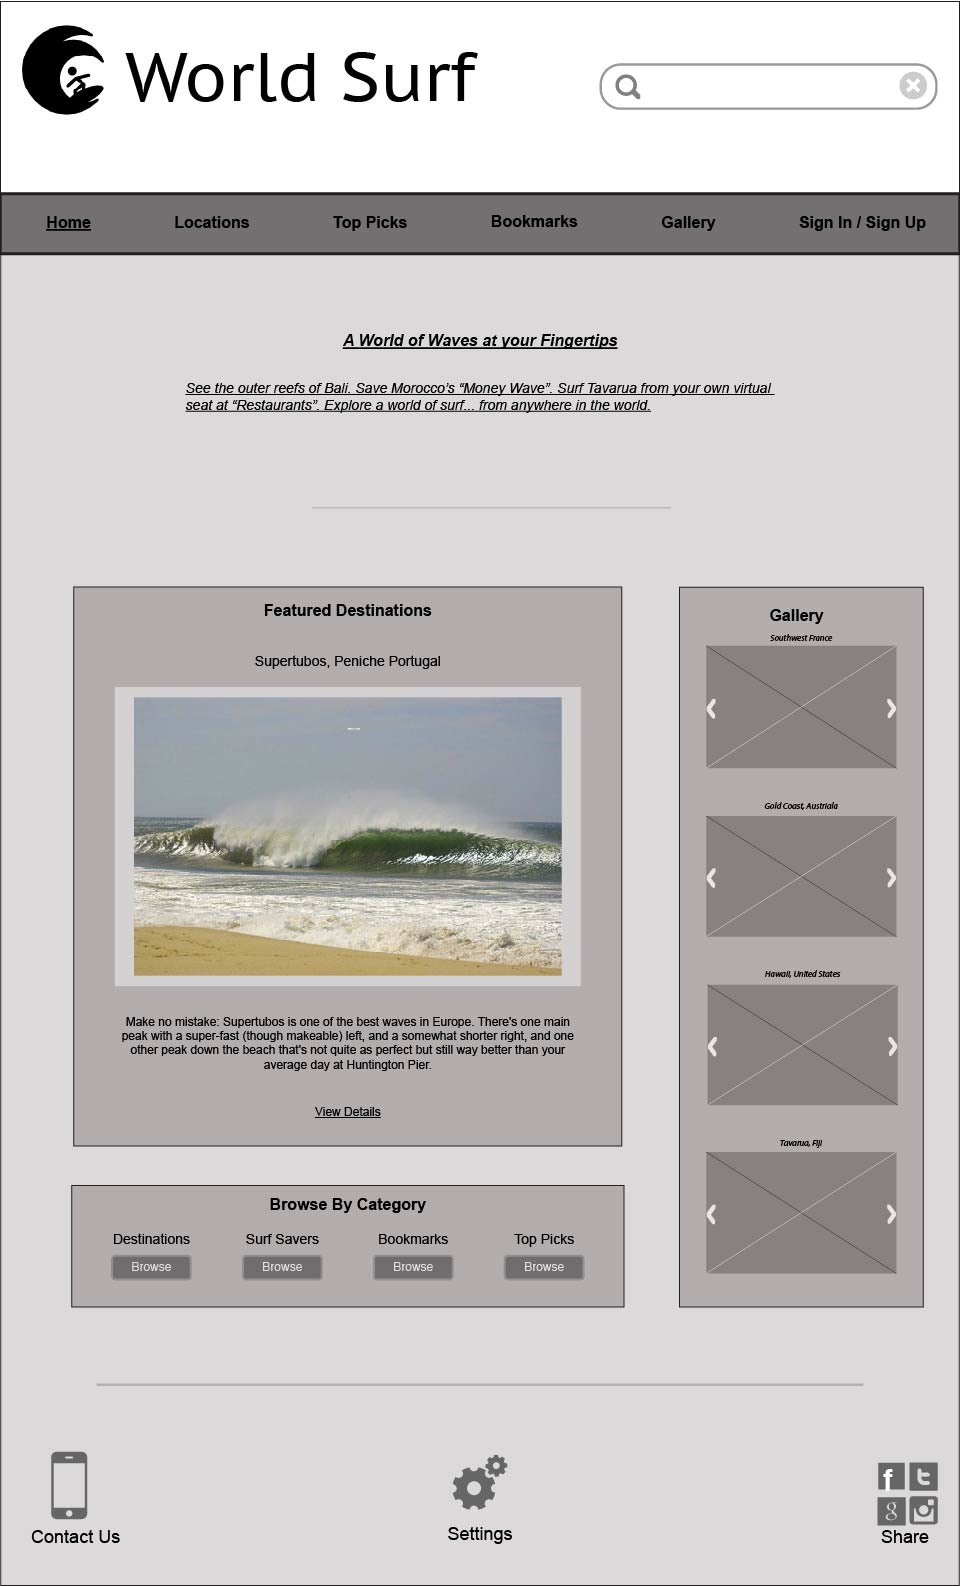 World Surf
Home Locations Top Picks Bookmarks Gallery Sign In / Sign Up
A World of Waves at your Fingertips
See the outer reefs of Bali. Save Morocco's “Money Wave”. Surf Tavarua from your own virtual
seat at “Restaurants”. Explore a world of surf... from anywhere in the world.
Featured Destinations
Supertubos, Peniche Portugal
Make no mistake: Supertubos is one of the best waves in Europe. There's one main
peak with a super-fast (though makeable) left, and a somewhat shorter right, and one
other peak down the beach that's not quite as perfect but still way better than your
average day at Huntington Pier.
View Details
Gallery
Southwest France
Gold Coast, Austriala
Hawaii, United States
Tavarua, Fiji
Browse By Category
Destinations Surf Savers Bookmarks Top Picks
Browse Browse Browse Browse
Contact Us
Settings
f t
g
Share